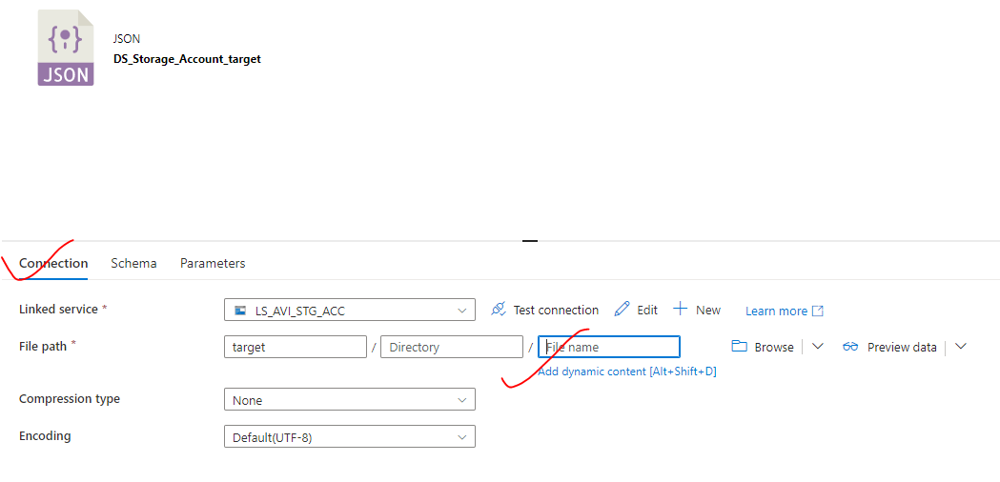 JSON
JSON
DS_Storage_Account_target
Connection Schema Parameters
Linked service * LS_AVI_STG_ACC Test connection Edit New Learn more
File path * target / Directory / File name Browse Preview data
Add dynamic content [Alt+Shift+D]
Compression type None
Encoding Default(UTF-8)